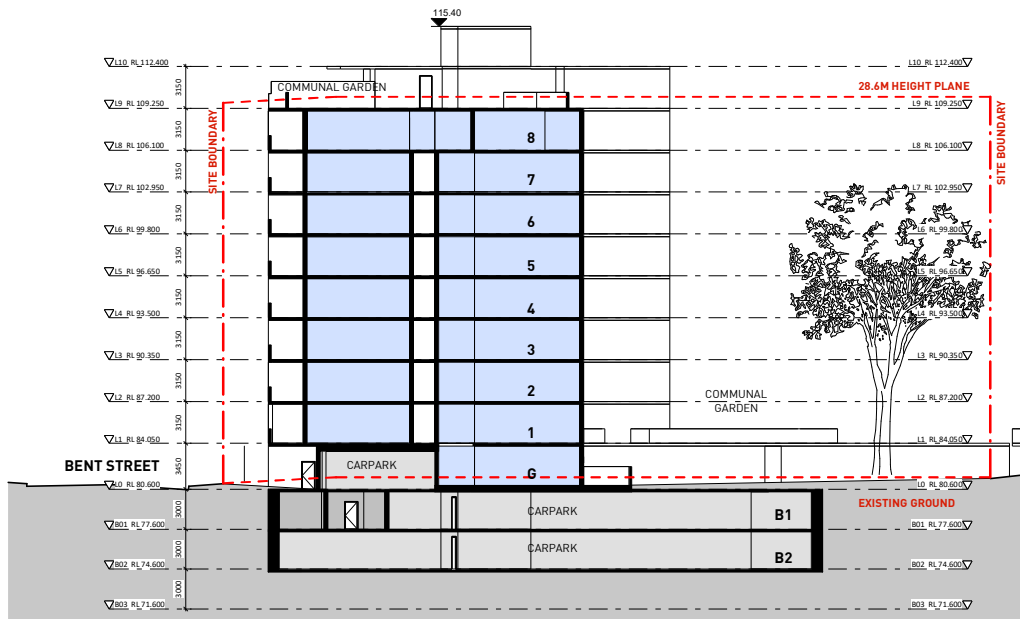 115.40
L10 RL 112.400
L10 RL 112.400
COMMUNAL GARDEN
28.6M HEIGHT PLANE
3150
L9 RL 109.250
L9 RL 109.250
SITE BOUNDARY
SITE BOUNDARY
3150
8
L8 RL 106.100
L8 RL 106.100
3150
7
L7 RL 102.950
L7 RL 102.950
3150
6
L6 RL 99.800
L6 RL 99.800
3150
5
L5 RL 96.650
L5 RL 96.650
3150
4
L4 RL 93.500
L4 RL 93.500
3150
3
L3 RL 90.350
L3 RL 90.350
3150
2
COMMUNAL
GARDEN
L2 RL 87.200
L2 RL 87.200
3150
1
L1 RL 84.050
L1 RL 84.050
BENT STREET
3450
CARPARK
G
L0 RL 80.600
L0 RL 80.600
EXISTING GROUND
3000
CARPARK
B1
B01 RL 77.600
B01 RL 77.600
3000
CARPARK
B2
B02 RL 74.600
B02 RL 74.600
3000
B03 RL 71.600
B03 RL 71.600